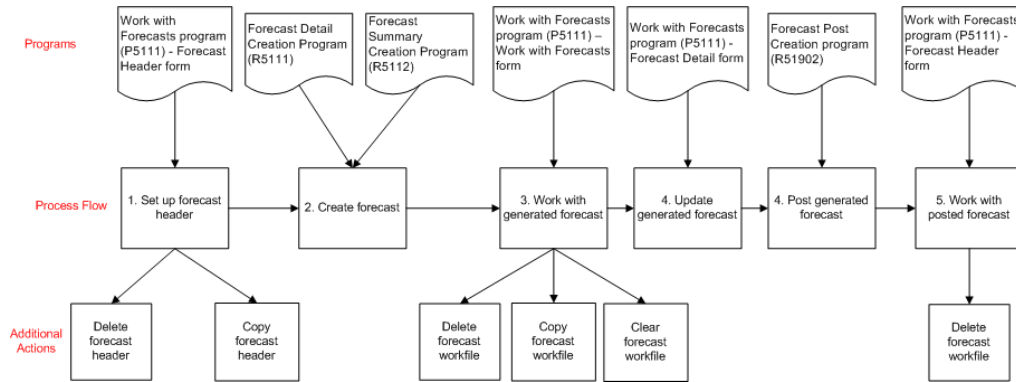 Programs
Work with
Forecasts program
(P5111) - Forecast
Header form
Forecast Detail
Creation Program
(R5111)
Forecast
Summary
Creation Program
(R5112)
Work with Forecasts
program (P5111) –
Work with Forecasts
form
Work with Forecasts
program (P5111) -
Forecast Detail form
Forecast Post
Creation program
(R51902)
Work with Forecasts
program (P5111) -
Forecast Header
form
Process Flow
1. Set up forecast
header
2. Create forecast
3. Work with
generated forecast
4. Update
generated forecast
4. Post generated
forecast
5. Work with
posted forecast
Additional
Actions
Delete
forecast
header
Copy
forecast
header
Delete
forecast
workfile
Copy
forecast
workfile
Clear
forecast
workfile
Delete
forecast
workfile